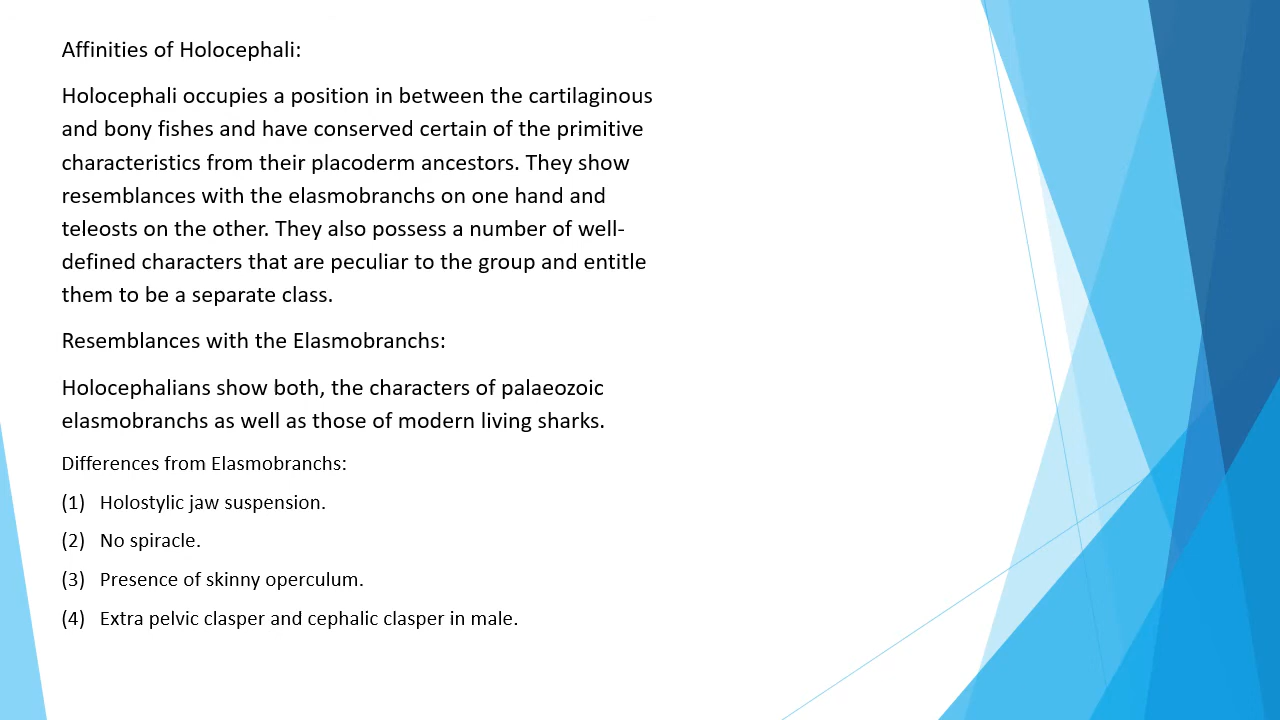 Affinities of Holocephali:
Holocephali occupies a position in between the cartilaginous
and bony fishes and have conserved certain of the primitive
characteristics from their placoderm ancestors. They show
resemblances with the elasmobranchs on one hand and
teleosts on the other. They also possess a number of well-
defined characters that are peculiar to the group and entitle
them to be a separate class.
Resemblances with the Elasmobranchs:
Holocephalians show both, the characters of palaeozoic
elasmobranchs as well as those of modern living sharks.
Differences from Elasmobranchs:
(1) Holostylic jaw suspension.
(2) No spiracle.
(3) Presence of skinny operculum.
(4) Extra pelvic clasper and cephalic clasper in male.